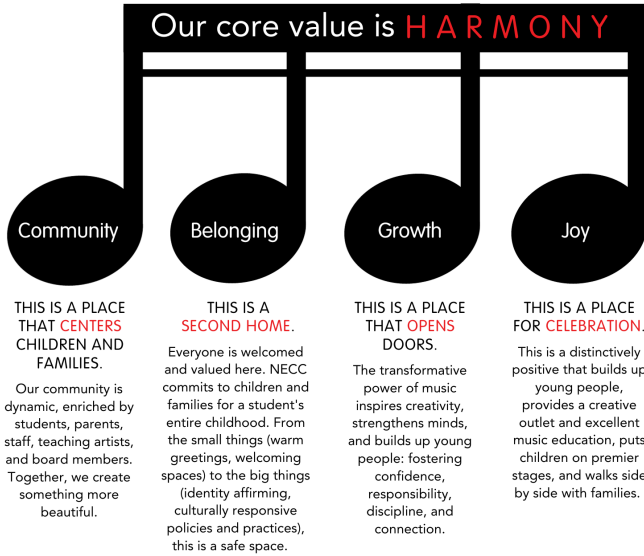 Our core value is HARMONY
Community
Belonging
Growth
Joy
THIS IS A PLACE
THAT CENTERS
CHILDREN AND
FAMILIES.
Our community is
dynamic, enriched by
students, parents,
staff, teaching artists,
and board members.
Together, we create
something more
beautiful.
THIS IS A
SECOND HOME.
Everyone is welcomed
and valued here. NECC
commits to children and
families for a student's
entire childhood. From
the small things (warm
greetings, welcoming
spaces) to the big things
(identity affirming,
culturally responsive
policies and practices),
this is a safe space.
THIS IS A PLACE
THAT OPENS
DOORS.
The transformative
power of music
inspires creativity,
strengthens minds,
and builds up young
people: fostering
confidence,
responsibility,
discipline, and
connection.
THIS IS A PLACE
FOR CELEBRATION.
This is a distinctively
positive that builds up
young people,
provides a creative
outlet and excellent
music education, puts
children on premier
stages, and walks side
by side with families.